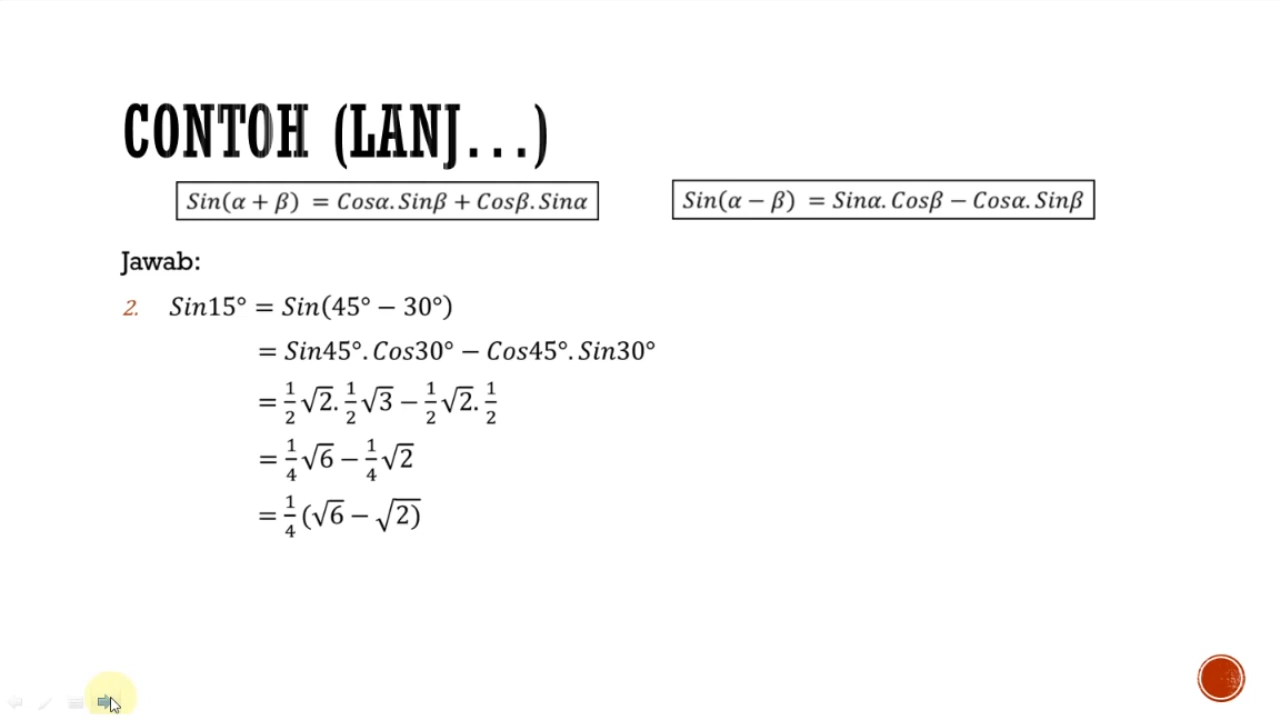 CONTOH (LANJ...)
Sin(α + β) = Cosα. Sinβ + Cosβ. Sinα
Sin(α − β) = Sinα. Cosβ − Cosα. Sinβ
Jawab:
2. Sin15° = Sin(45° − 30°)
= Sin45°. Cos30° − Cos45°. Sin30°
= 1/2 √2. 1/2 √3 − 1/2 √2. 1/2
= 1/4 √6 − 1/4 √2
= 1/4 (√6 − √2)